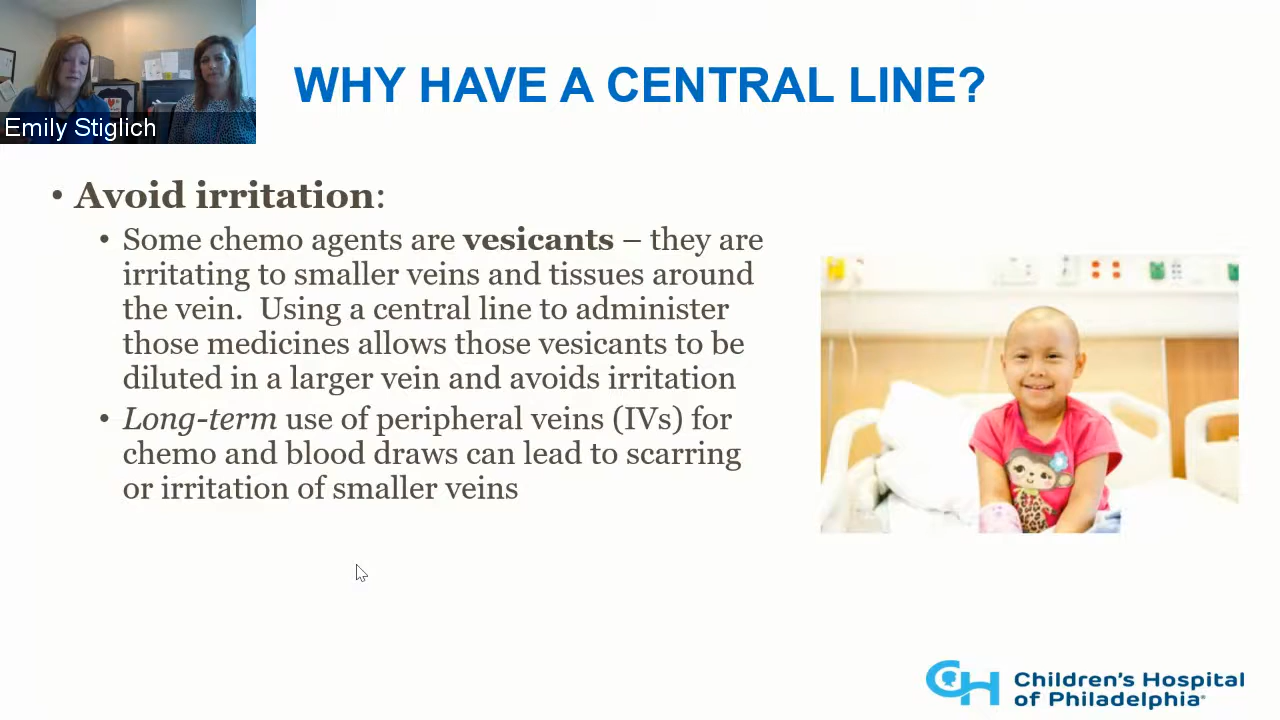 WHY HAVE A CENTRAL LINE?
Emily Stiglich
• Avoid irritation:
• Some chemo agents are vesicants – they are
irritating to smaller veins and tissues around
the vein.  Using a central line to administer
those medicines allows those vesicants to be
diluted in a larger vein and avoids irritation
• Long-term use of peripheral veins (IVs) for
chemo and blood draws can lead to scarring
or irritation of smaller veins
CH Children's Hospital
of Philadelphia®